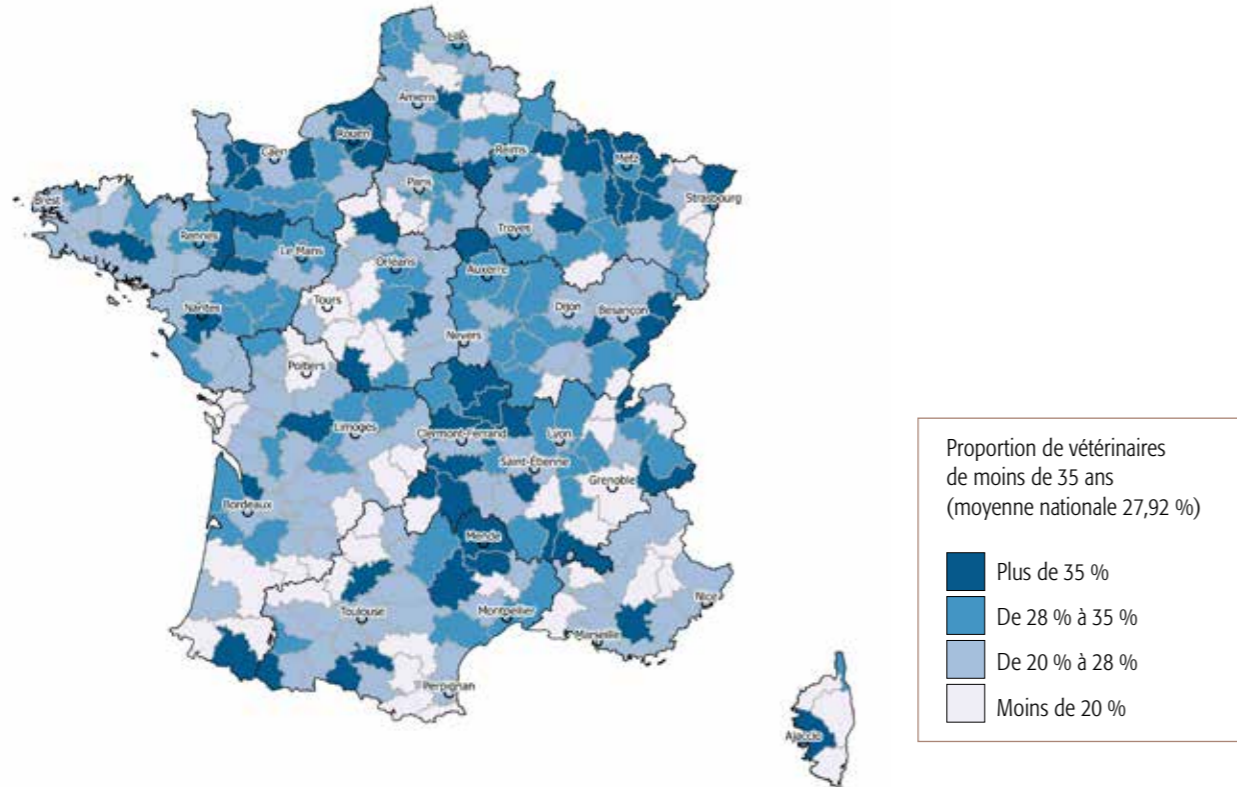 Lille
Amiens
Rouen
Caen
Reims
Metz
Paris
Strasbourg
Brest
Rennes
Troyes
Le Mans
Orléans
Auxerre
Nantes
Tours
Dijon
Besançon
Nevers
Poitiers
Limoges
Clermont-Ferrand
Lyon
Saint-Étienne
Grenoble
Bordeaux
Mende
Toulouse
Montpellier
Nice
Marseille
Perpignan
Ajaccio
Proportion de vétérinaires
de moins de 35 ans
(moyenne nationale 27,92 %)
Plus de 35 %
De 28 % à 35 %
De 20 % à 28 %
Moins de 20 %